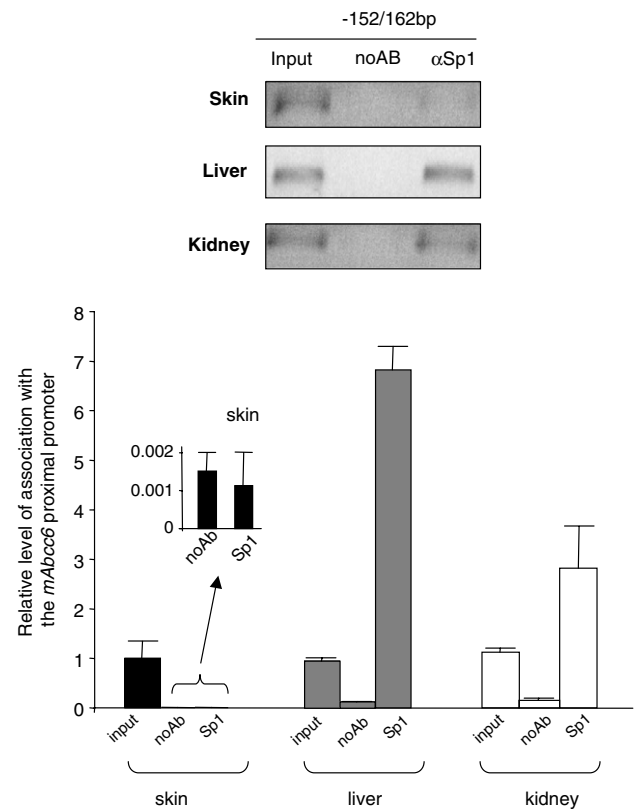 -152/162bp
Input noAB αSp1
Skin
Liver
Kidney
Relative level of association with
the mAbcc6 proximal promoter
8
7
6
5
4
3
2
1
0
skin
0.002
0.001
0
noAb Sp1
input noAb Sp1 input noAb Sp1 input noAb Sp1
skin liver kidney